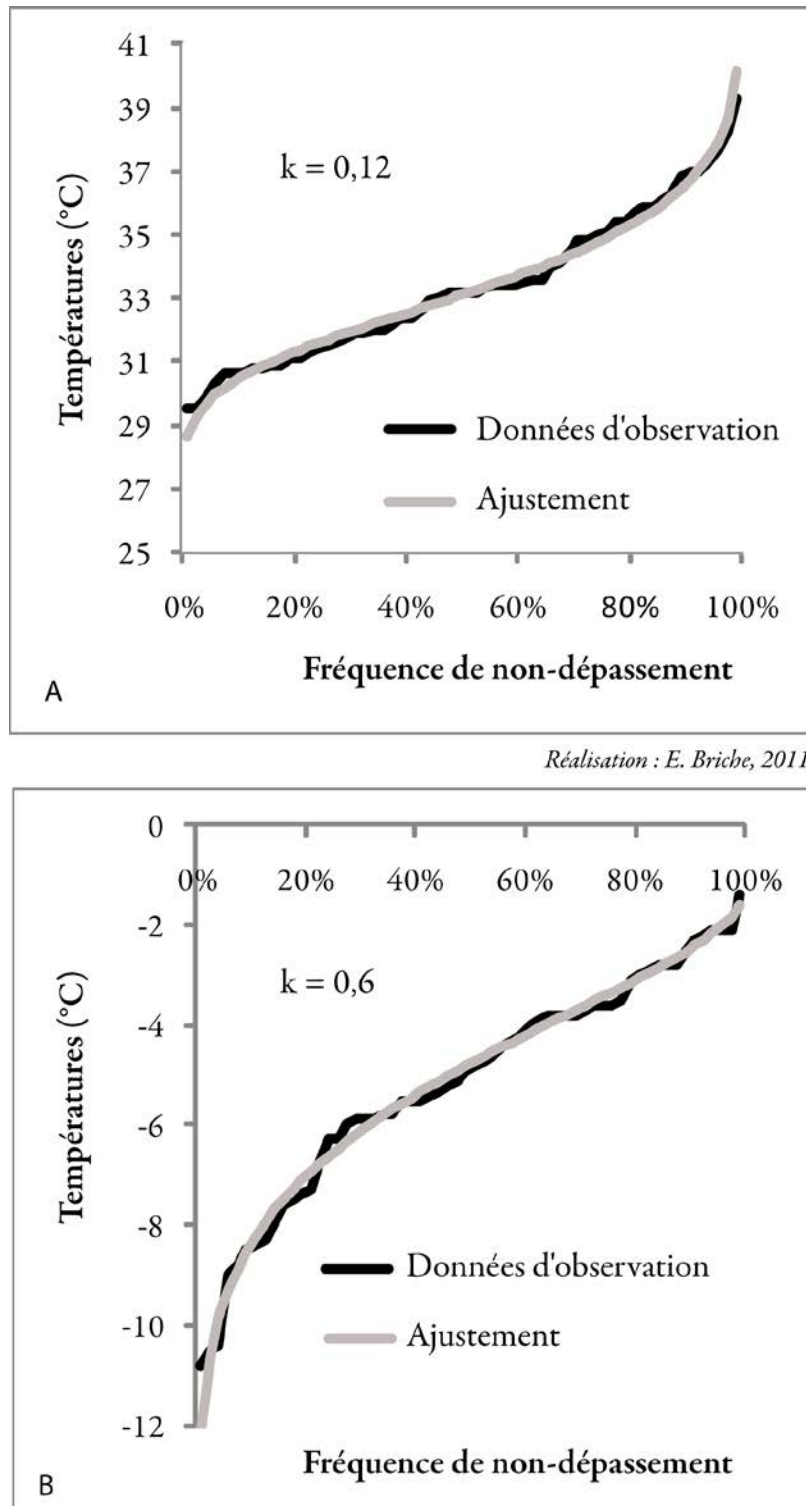 41
39
37
35
33
31
29
27
25
Températures (°C)
k = 0,12
Données d'observation
Ajustement
0% 20% 40% 60% 80% 100%
Fréquence de non-dépassement
A
Réalisation : E. Briche, 2011
0
-2
-4
-6
-8
-10
-12
Températures (°C)
0% 20% 40% 60% 80% 100%
k = 0,6
Données d'observation
Ajustement
Fréquence de non-dépassement
B